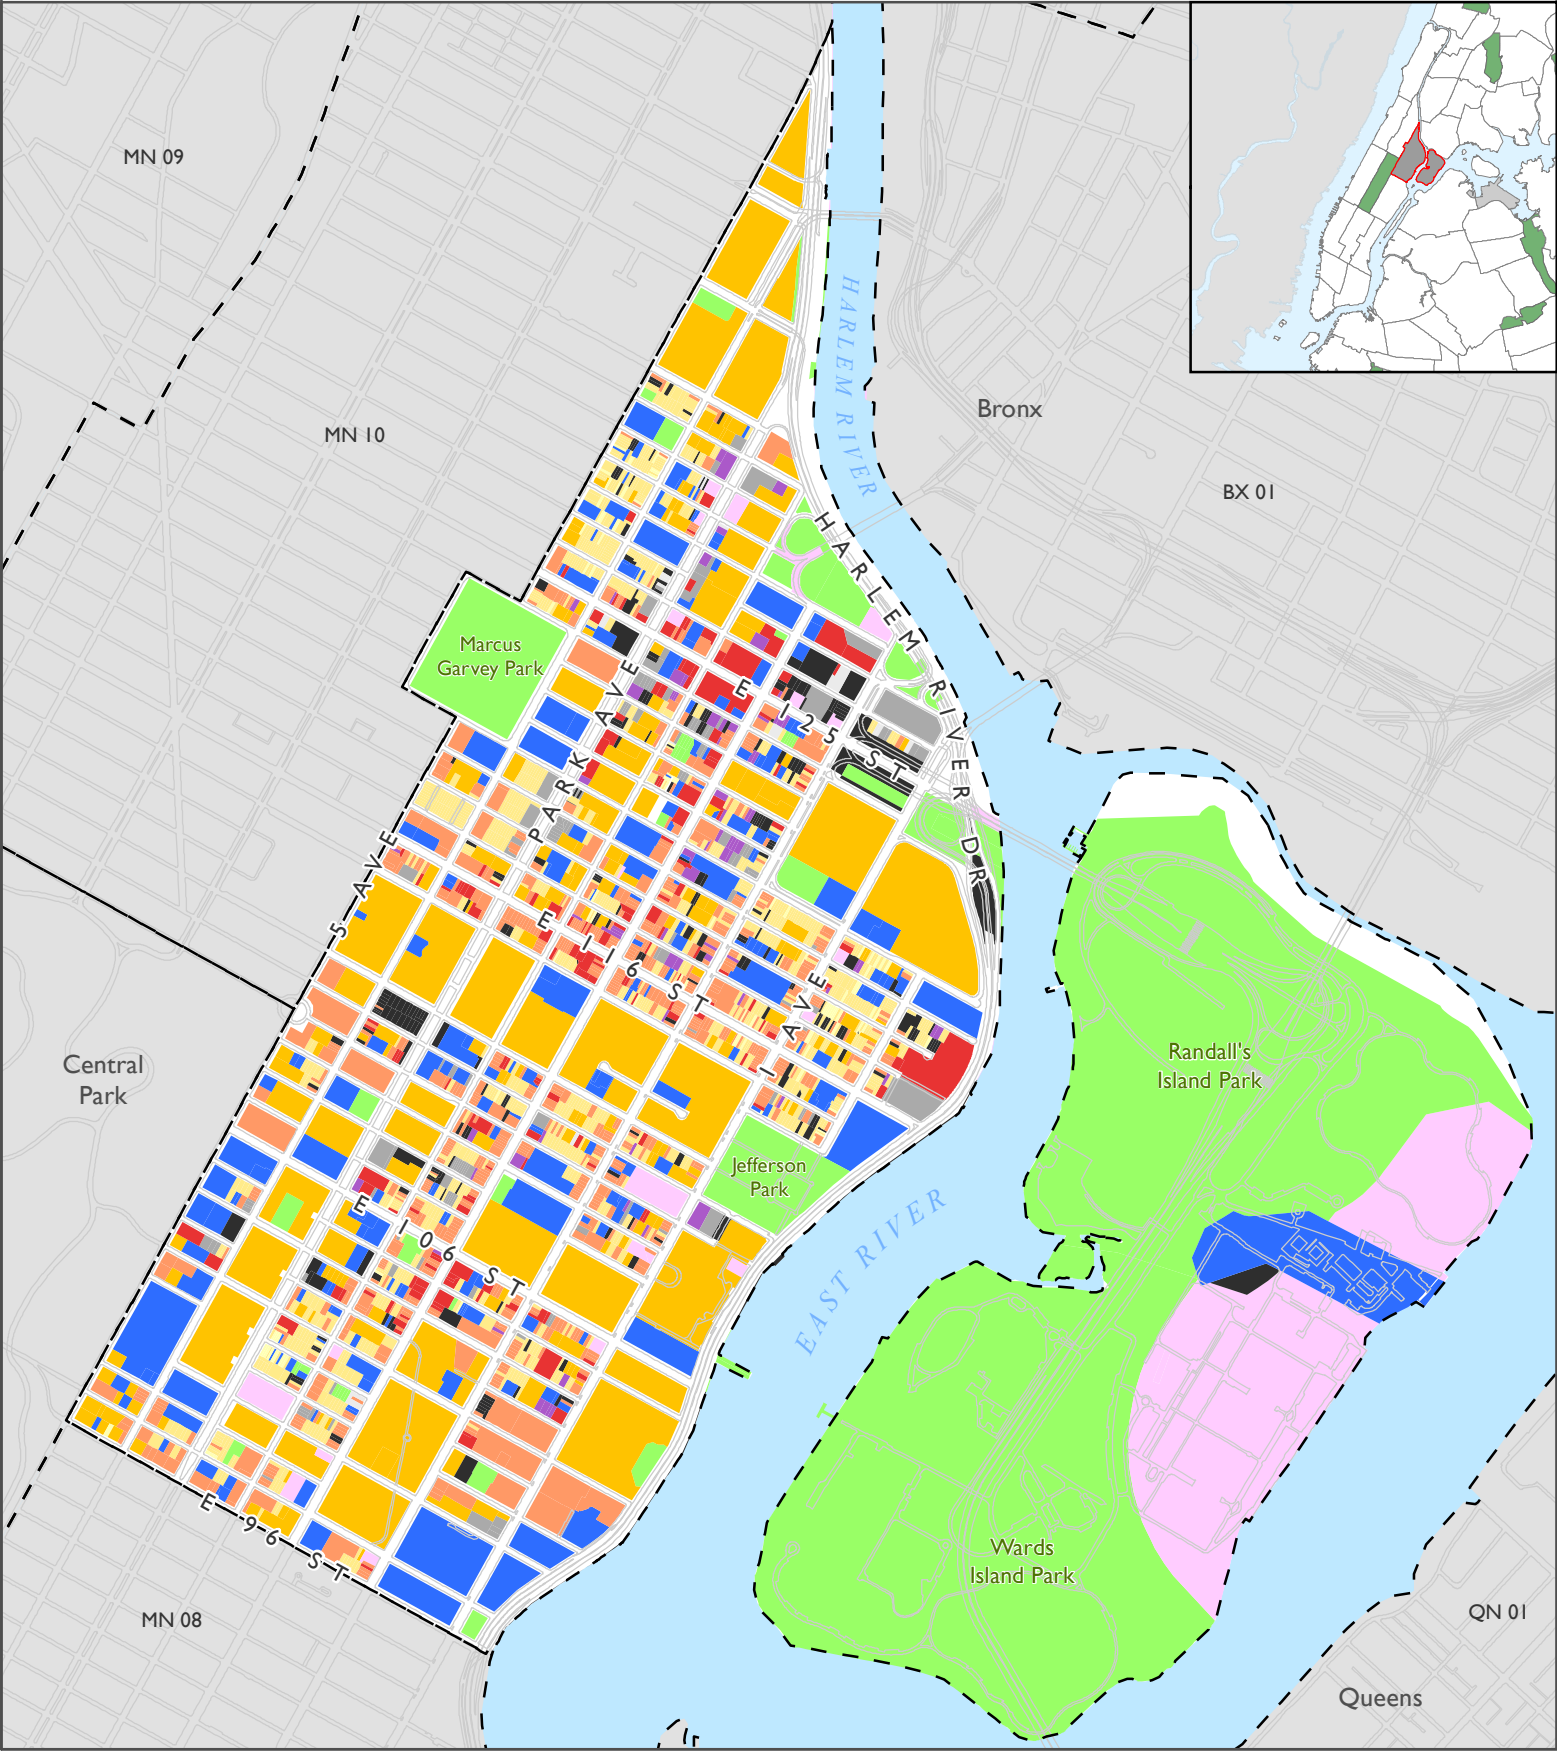 MN 09
HARLEM RIVER
Bronx
MN 10
BX 01
HARLEM RIVER DR
Marcus
Garvey Park
PARK AVE
E 125 ST
5 AVE
E 116 ST
1 AVE
Central
Park
Randall's
Island Park
Jefferson
Park
E 106 ST
EAST RIVER
E 96 ST
Wards
Island Park
MN 08
QN 01
Queens